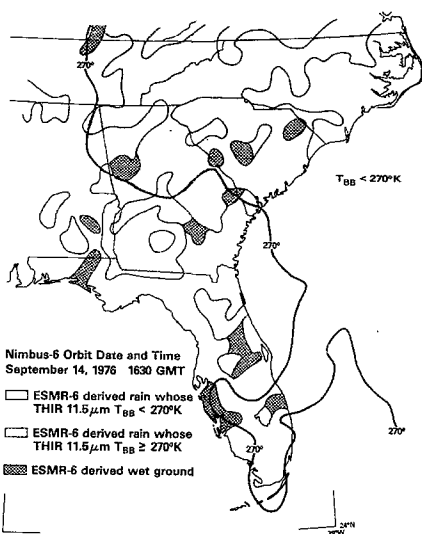 270°
T_BB < 270°K
270°
Nimbus-6 Orbit Date and Time
September 14, 1976 1630 GMT
ESMR-6 derived rain whose
THIR 11.5μm T_BB < 270°K
ESMR-6 derived rain whose
THIR 11.5μm T_BB ≥ 270°K
ESMR-6 derived wet ground
270°
270°
24°N